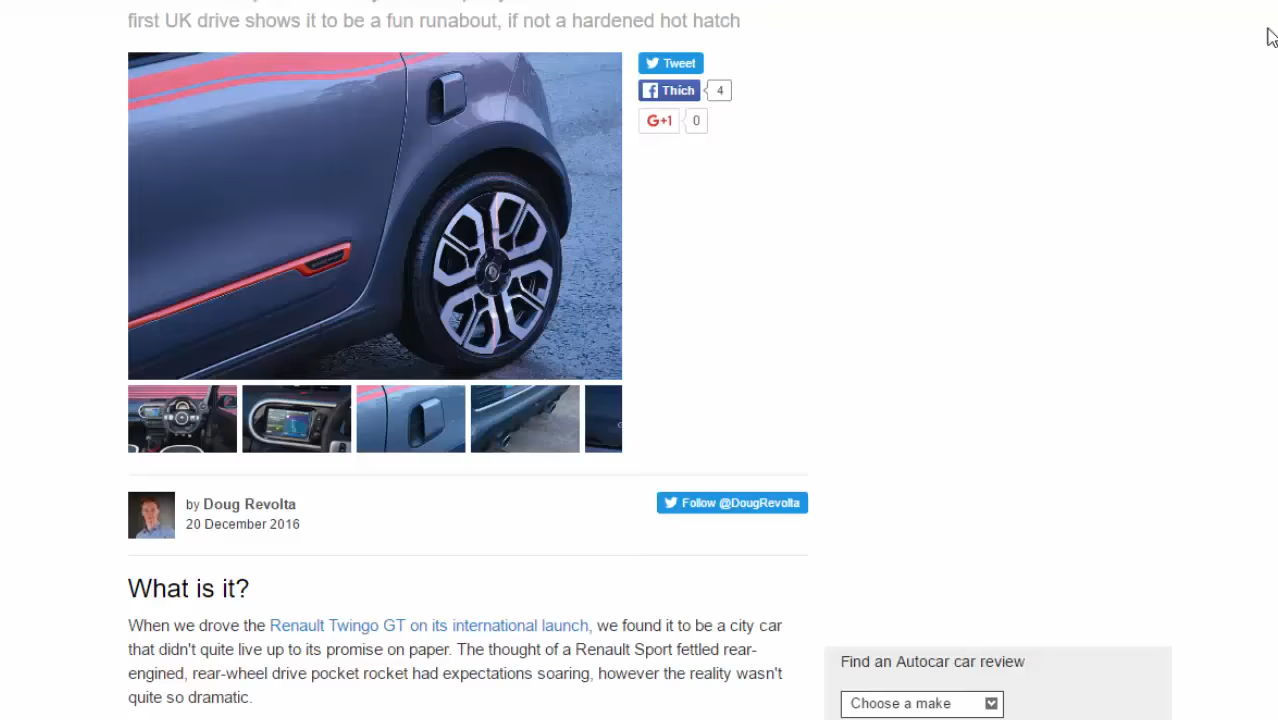 first UK drive shows it to be a fun runabout, if not a hardened hot hatch
Tweet
Thích
4
G+1
0
by Doug Revolta
20 December 2016
Follow @DougRevolta
What is it?
When we drove the Renault Twingo GT on its international launch, we found it to be a city car
that didn't quite live up to its promise on paper. The thought of a Renault Sport fettled rear-
engined, rear-wheel drive pocket rocket had expectations soaring, however the reality wasn't
quite so dramatic.
Find an Autocar car review
Choose a make